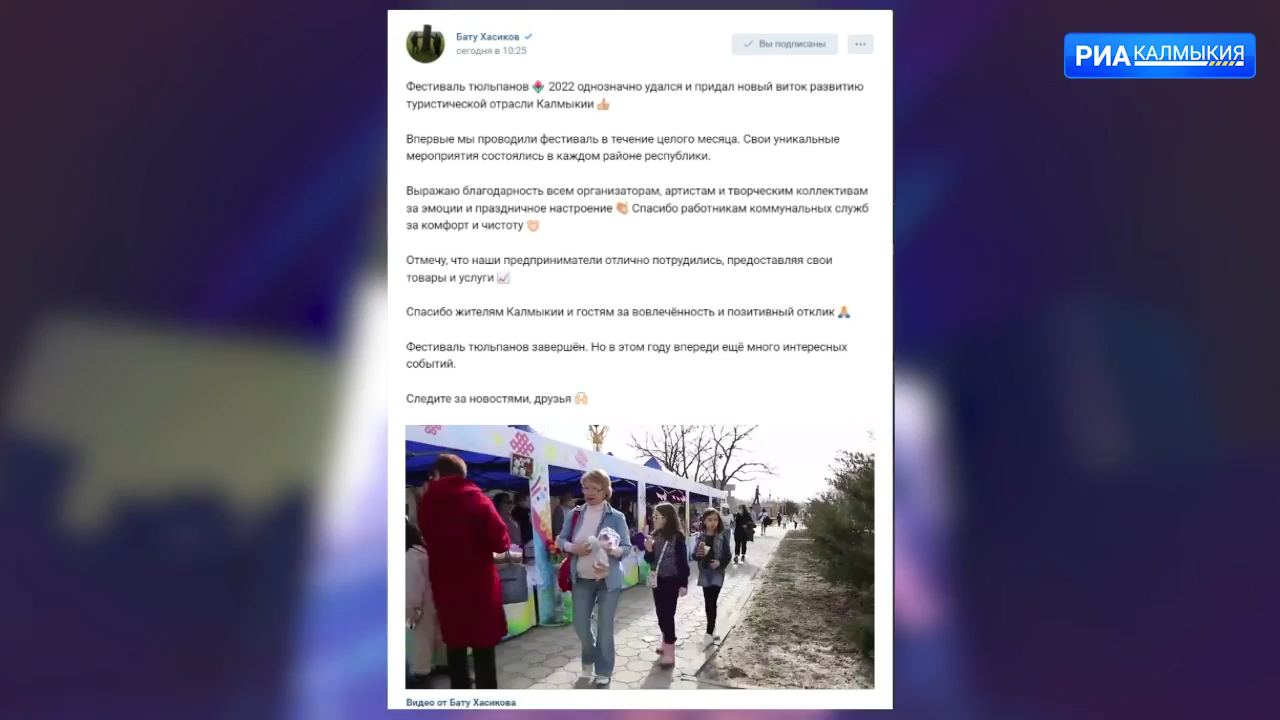 Бату Хасиков
сегодня в 10:25
Вы подписаны
РИА КАЛМЫКИЯ
Фестиваль тюльпанов 🌷 2022 однозначно удался и придал новый виток развитию
туристической отрасли Калмыкии 👍🏼
Впервые мы проводили фестиваль в течение целого месяца. Свои уникальные
мероприятия состоялись в каждом районе республики.
Выражаю благодарность всем организаторам, артистам и творческим коллективам
за эмоции и праздничное настроение 👏🏼 Спасибо работникам коммунальных служб
за комфорт и чистоту 🤝🏻
Отмечу, что наши предприниматели отлично потрудились, предоставляя свои
товары и услуги 📈
Спасибо жителям Калмыкии и гостям за вовлечённость и позитивный отклик 🙏🏼
Фестиваль тюльпанов завершён. Но в этом году впереди ещё много интересных
событий.
Следите за новостями, друзья 🙌🏻
Видео от Бату Хасикова